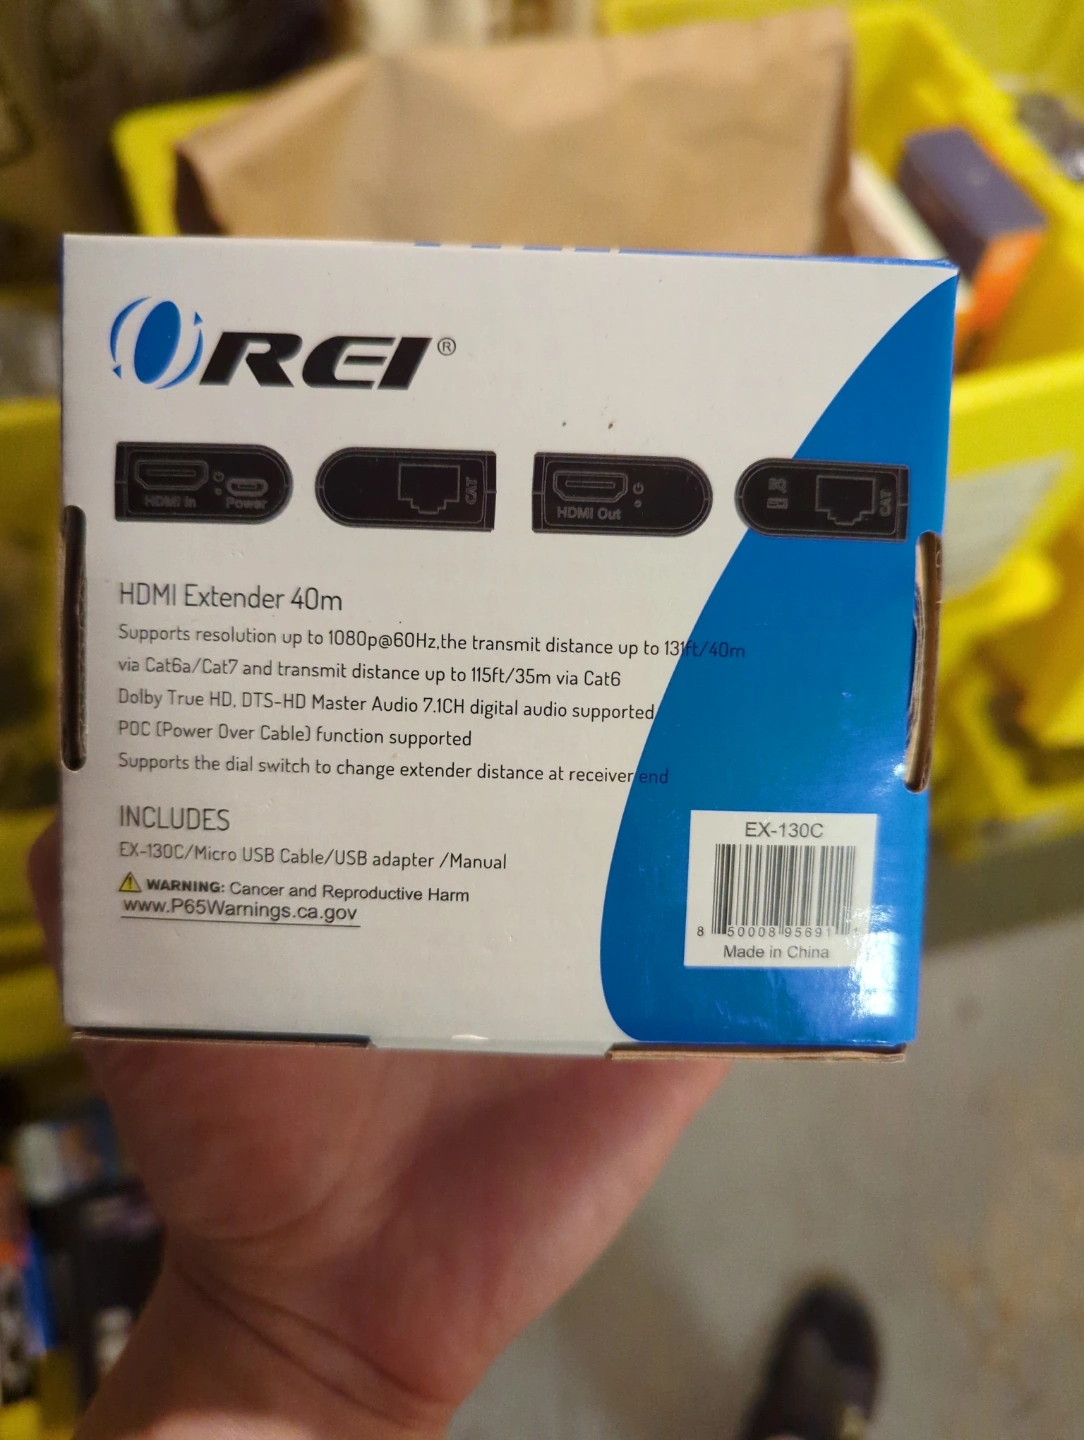 OREI®
HDMI In
Power
CAT
HDMI Out
EQ
CAT
HDMI Extender 40m
Supports resolution up to 1080p@60Hz,the transmit distance up to 131ft/40m
via Cat6a/Cat7 and transmit distance up to 115ft/35m via Cat6
Dolby True HD, DTS-HD Master Audio 7.1CH digital audio supported
POC (Power Over Cable) function supported
Supports the dial switch to change extender distance at receiver end
INCLUDES
EX-130C/Micro USB Cable/USB adapter /Manual
WARNING: Cancer and Reproductive Harm
www.P65Warnings.ca.gov
EX-130C
8 50008 95691
Made in China